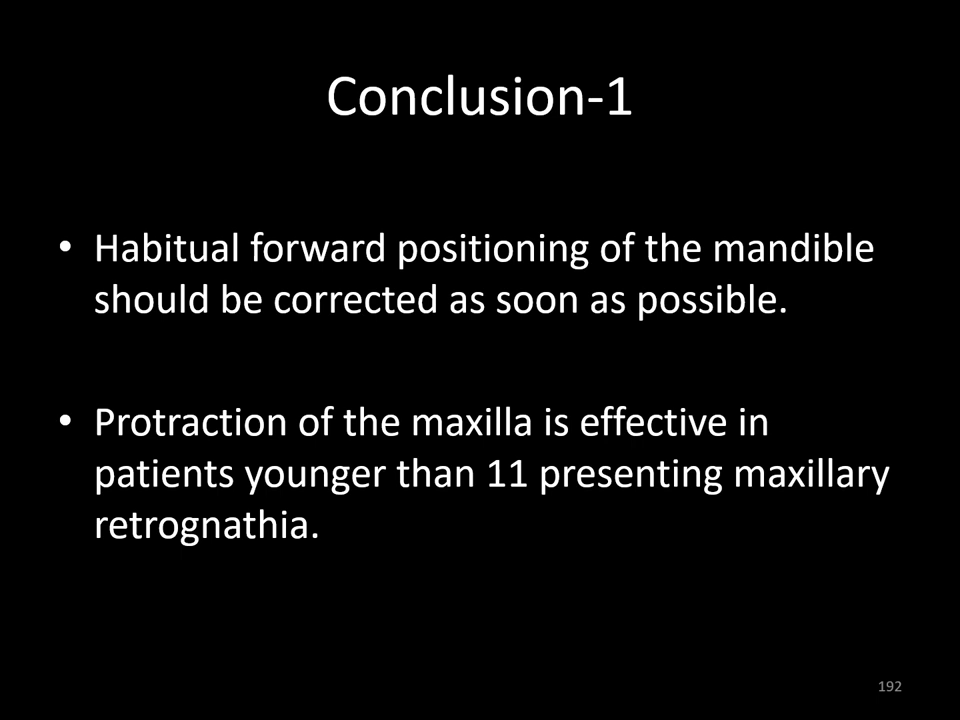 Conclusion-1
• Habitual forward positioning of the mandible
should be corrected as soon as possible.
• Protraction of the maxilla is effective in
patients younger than 11 presenting maxillary
retrognathia.
192